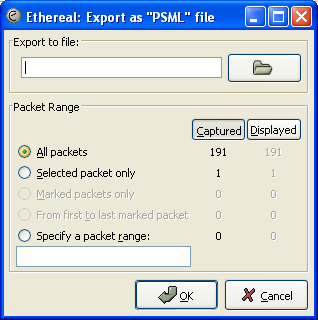 Ethereal: Export as "PSML" file
Export to file:
Packet Range
Captured Displayed
All packets 191 191
Selected packet only 1 1
Marked packets only 0 0
From first to last marked packet 0 0
Specify a packet range: 0 0
OK Cancel